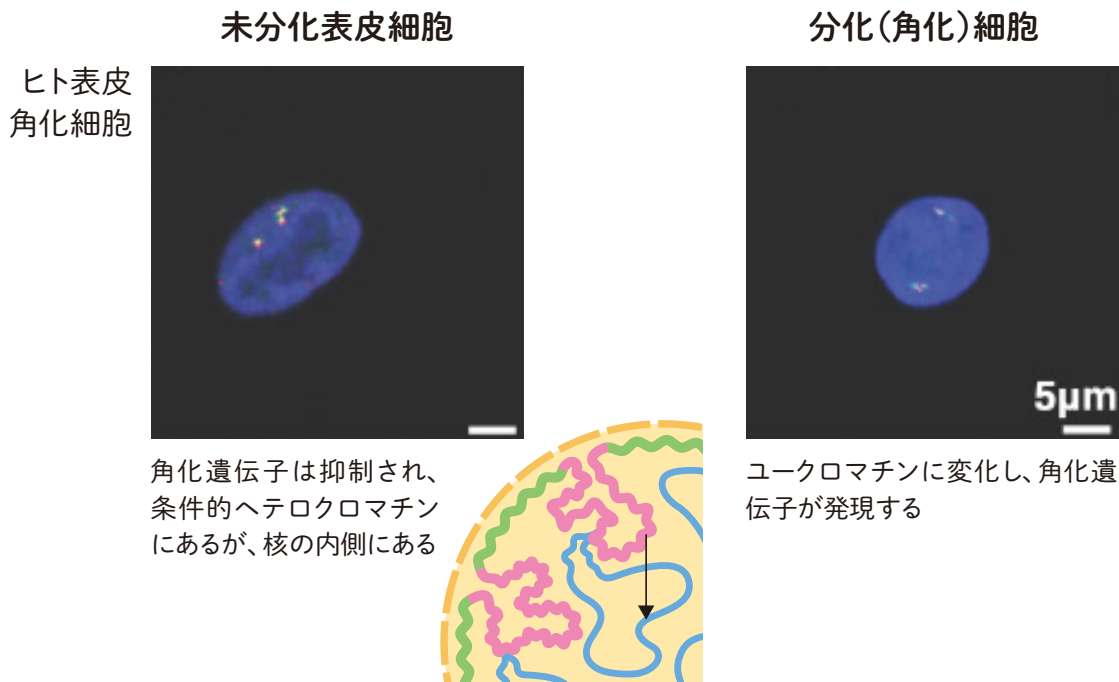 未分化表皮細胞
分化(角化)細胞
ヒト表皮
角化細胞
5μm
角化遺伝子は抑制され、
条件的ヘテロクロマチン
にあるが、核の内側にある
ユークロマチンに変化し、角化遺
伝子が発現する